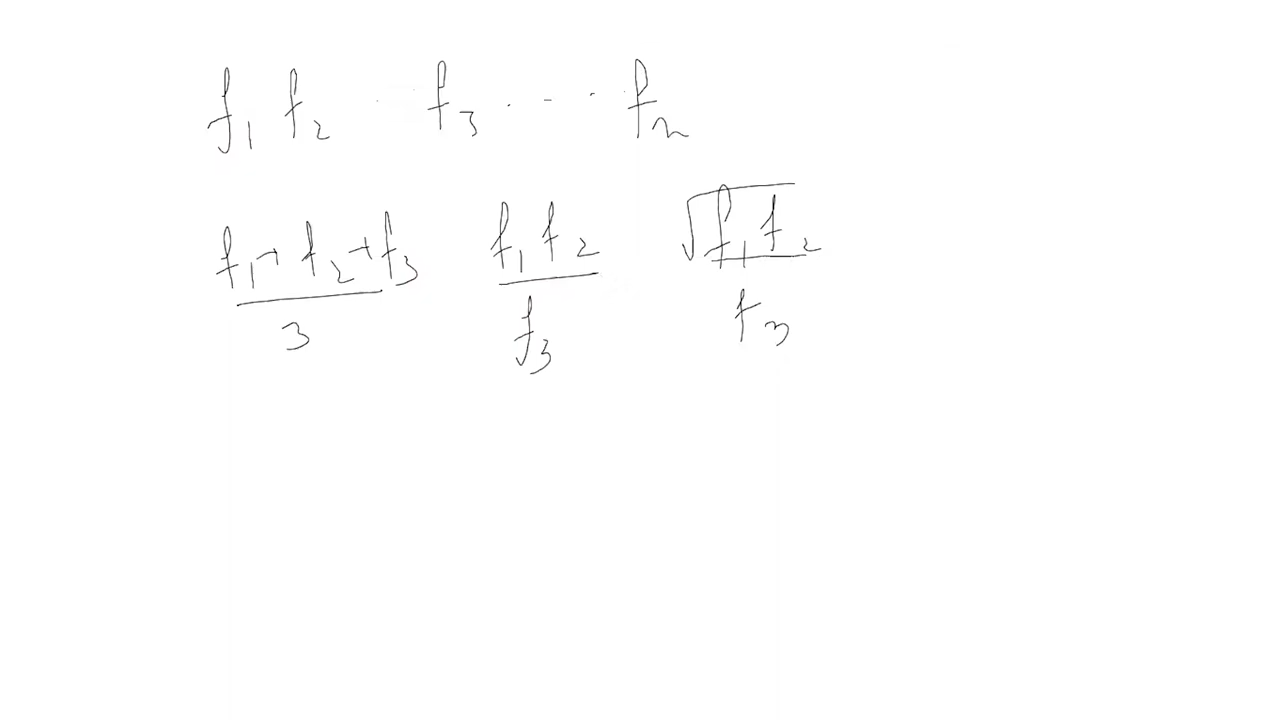 f₁ f₂ f₃ . - - . fₙ
(f₁ + f₂ + f₃)/3 (f₁ f₂)/f₃ √(f₁ f₂)/f₃